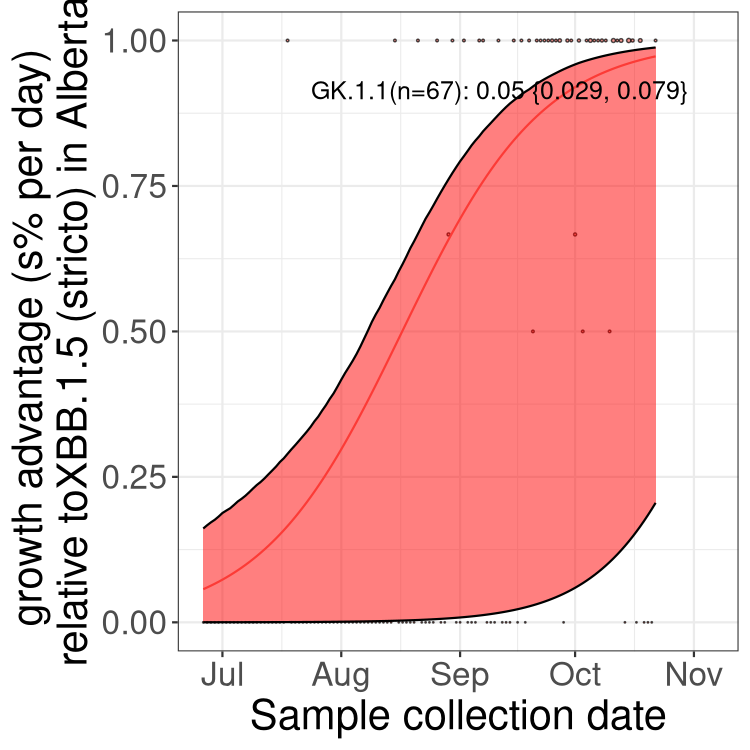 growth advantage (s% per day)
relative toXBB.1.5 (stricto) in Alberta
1.00
0.75
0.50
0.25
0.00
GK.1.1(n=67): 0.05 {0.029, 0.079}
Jul Aug Sep Oct Nov
Sample collection date